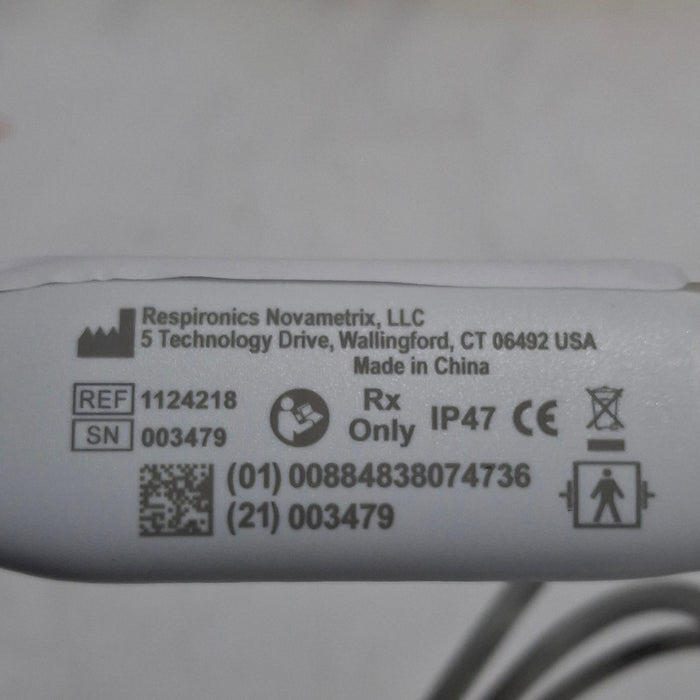 Respironics Novametrix, LLC
5 Technology Drive, Wallingford, CT 06492 USA
Made in China
REF 1124218
SN 003479
Rx
Only
IP47 CE
(01) 00884838074736
(21) 003479